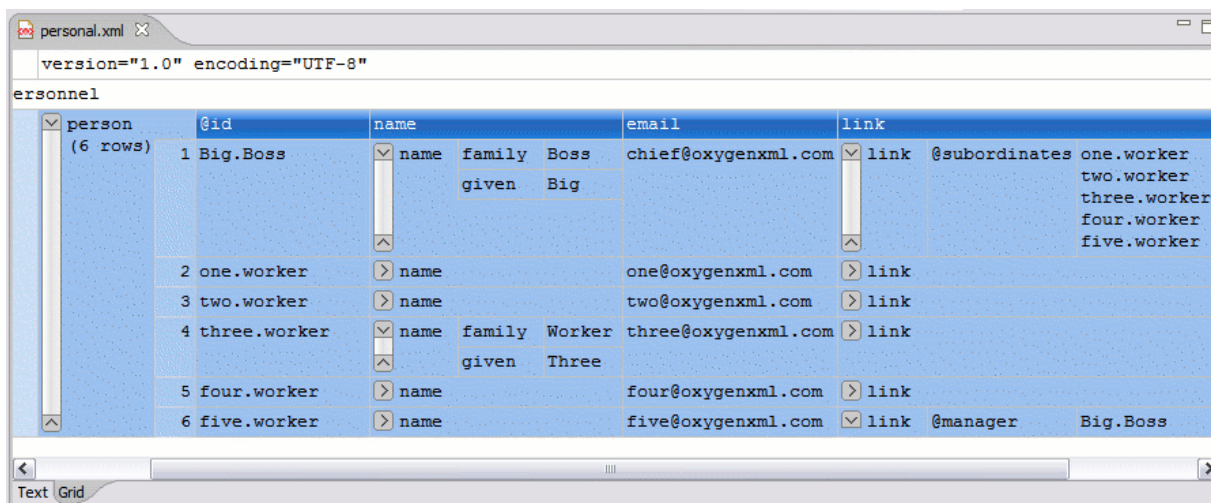 personal.xml
version="1.0" encoding="UTF-8"
ersonnel
person @id name email link
(6 rows)
1 Big.Boss name family Boss chief@oxygenxml.com link @subordinates one.worker
two.worker
given Big
three.worker
four.worker
five.worker
2 one.worker name one@oxygenxml.com link
3 two.worker name two@oxygenxml.com link
4 three.worker name family Worker three@oxygenxml.com link
given Three
5 four.worker name four@oxygenxml.com link
6 five.worker name five@oxygenxml.com link @manager Big.Boss
Text Grid